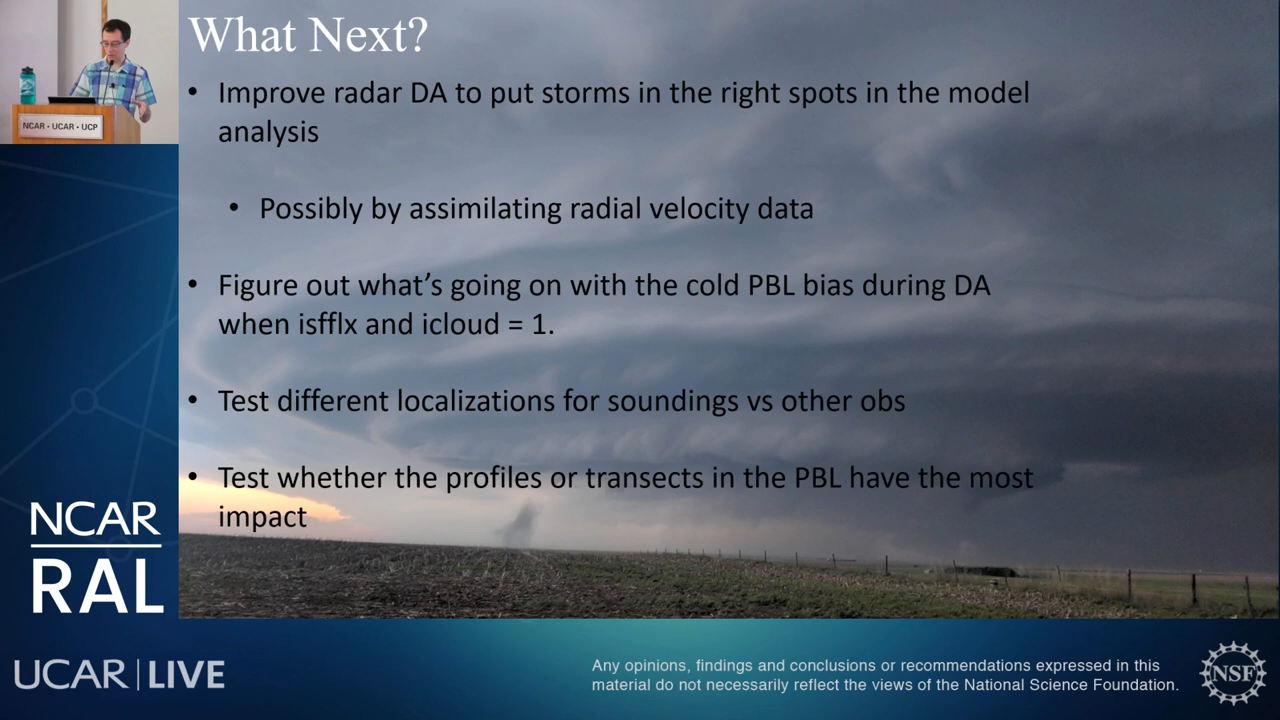 What Next?
• Improve radar DA to put storms in the right spots in the model
analysis
• Possibly by assimilating radial velocity data
• Figure out what’s going on with the cold PBL bias during DA
when isfflx and icloud = 1.
• Test different localizations for soundings vs other obs
• Test whether the profiles or transects in the PBL have the most
impact
NCAR • UCAR • UCP
NCAR
RAL
UCAR | LIVE
Any opinions, findings and conclusions or recommendations expressed in this
material do not necessarily reflect the views of the National Science Foundation.
NSF